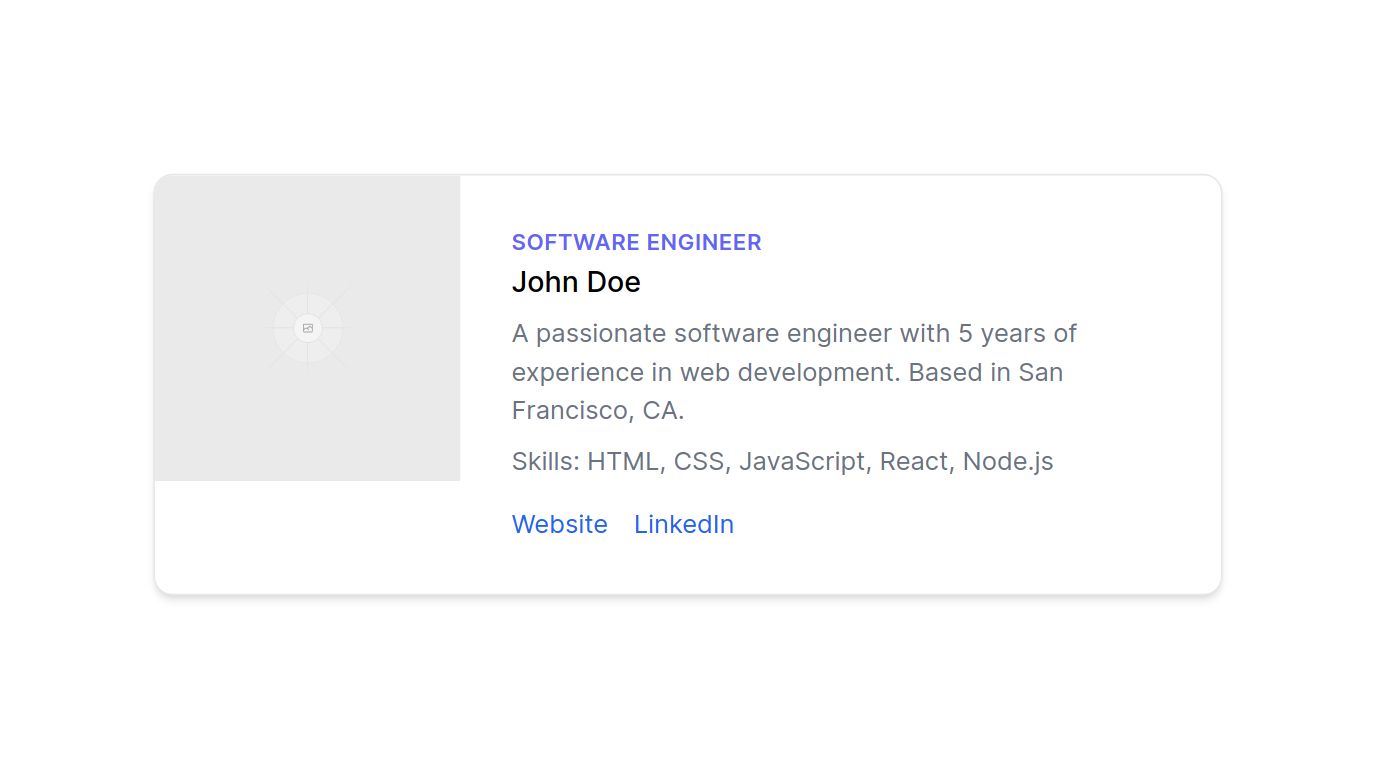 SOFTWARE ENGINEER
John Doe
A passionate software engineer with 5 years of
experience in web development. Based in San
Francisco, CA.
Skills: HTML, CSS, JavaScript, React, Node.js
Website LinkedIn